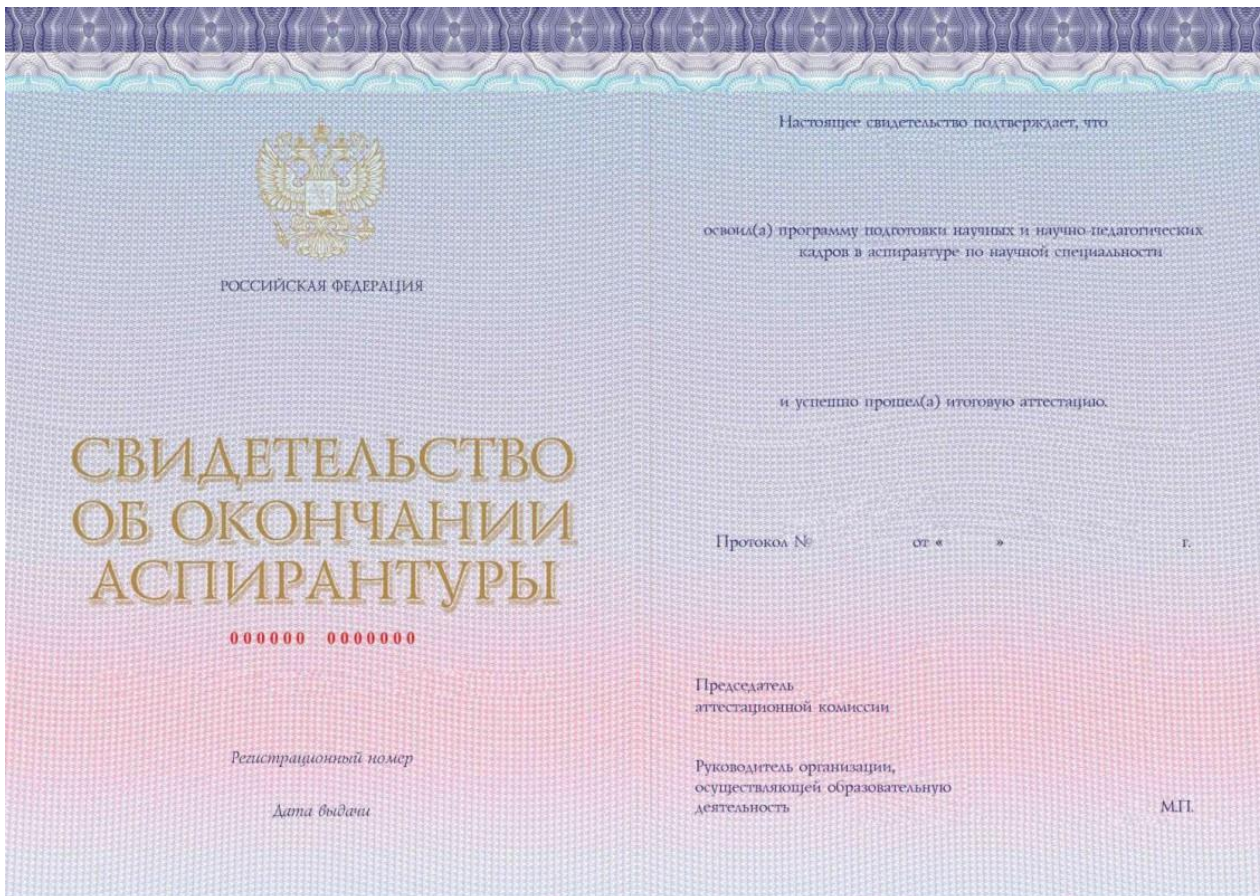 РОССИЙСКАЯ ФЕДЕРАЦИЯ
СВИДЕТЕЛЬСТВО
ОБ ОКОНЧАНИИ
АСПИРАНТУРЫ
000000 0000000
Регистрационный номер
Дата выдачи
Настоящее свидетельство подтверждает, что
освоил(а) программу подготовки научных и научно-педагогических
кадров в аспирантуре по научной специальности
и успешно прошел(а) итоговую аттестацию.
Протокол № от « » г.
Председатель
аттестационной комиссии
Руководитель организации,
осуществляющей образовательную
деятельность М.П.